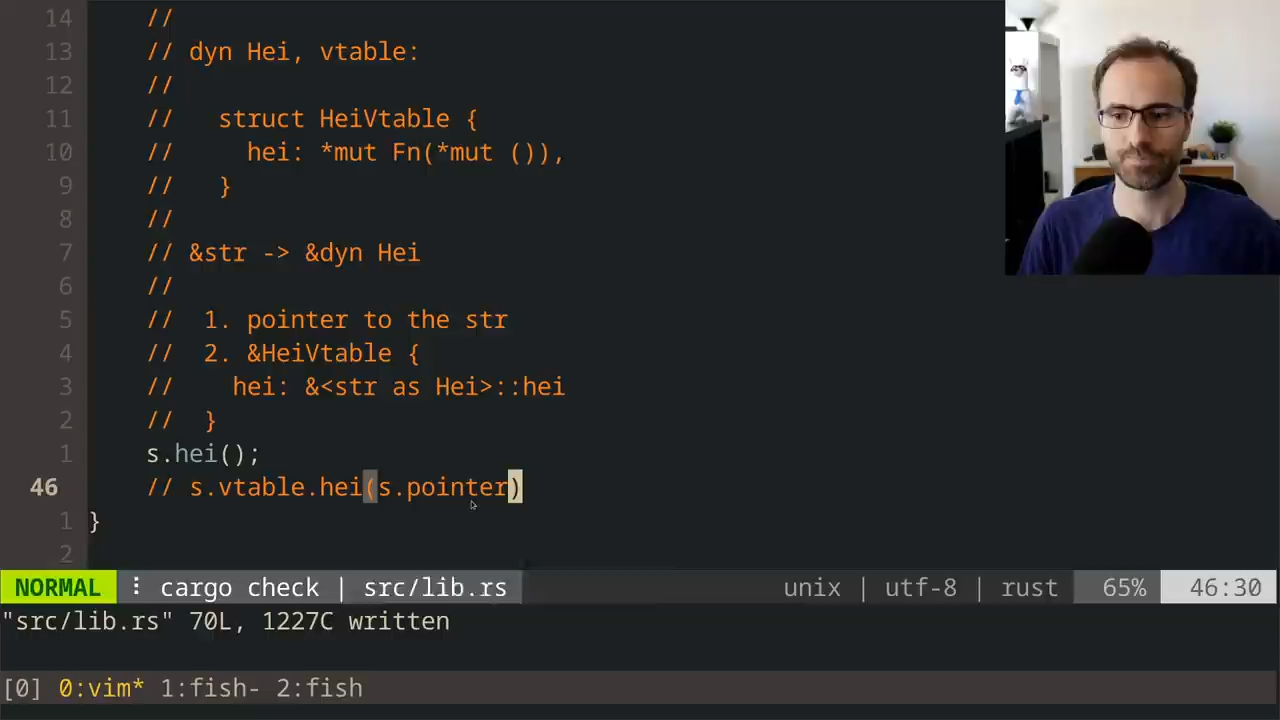 14 //
13 // dyn Hei, vtable:
12 //
11 // struct HeiVtable {
10 // hei: *mut Fn(*mut ()),
9 // }
8 //
7 // &str -> &dyn Hei
6 //
5 // 1. pointer to the str
4 // 2. &HeiVtable {
3 // hei: &<str as Hei>::hei
2 // }
1 s.hei();
46 // s.vtable.hei(s.pointer)
1 }
2
NORMAL ⠇ cargo check | src/lib.rs unix | utf-8 | rust 65% 46:30
"src/lib.rs" 70L, 1227C written
[0] 0:vim* 1:fish- 2:fish